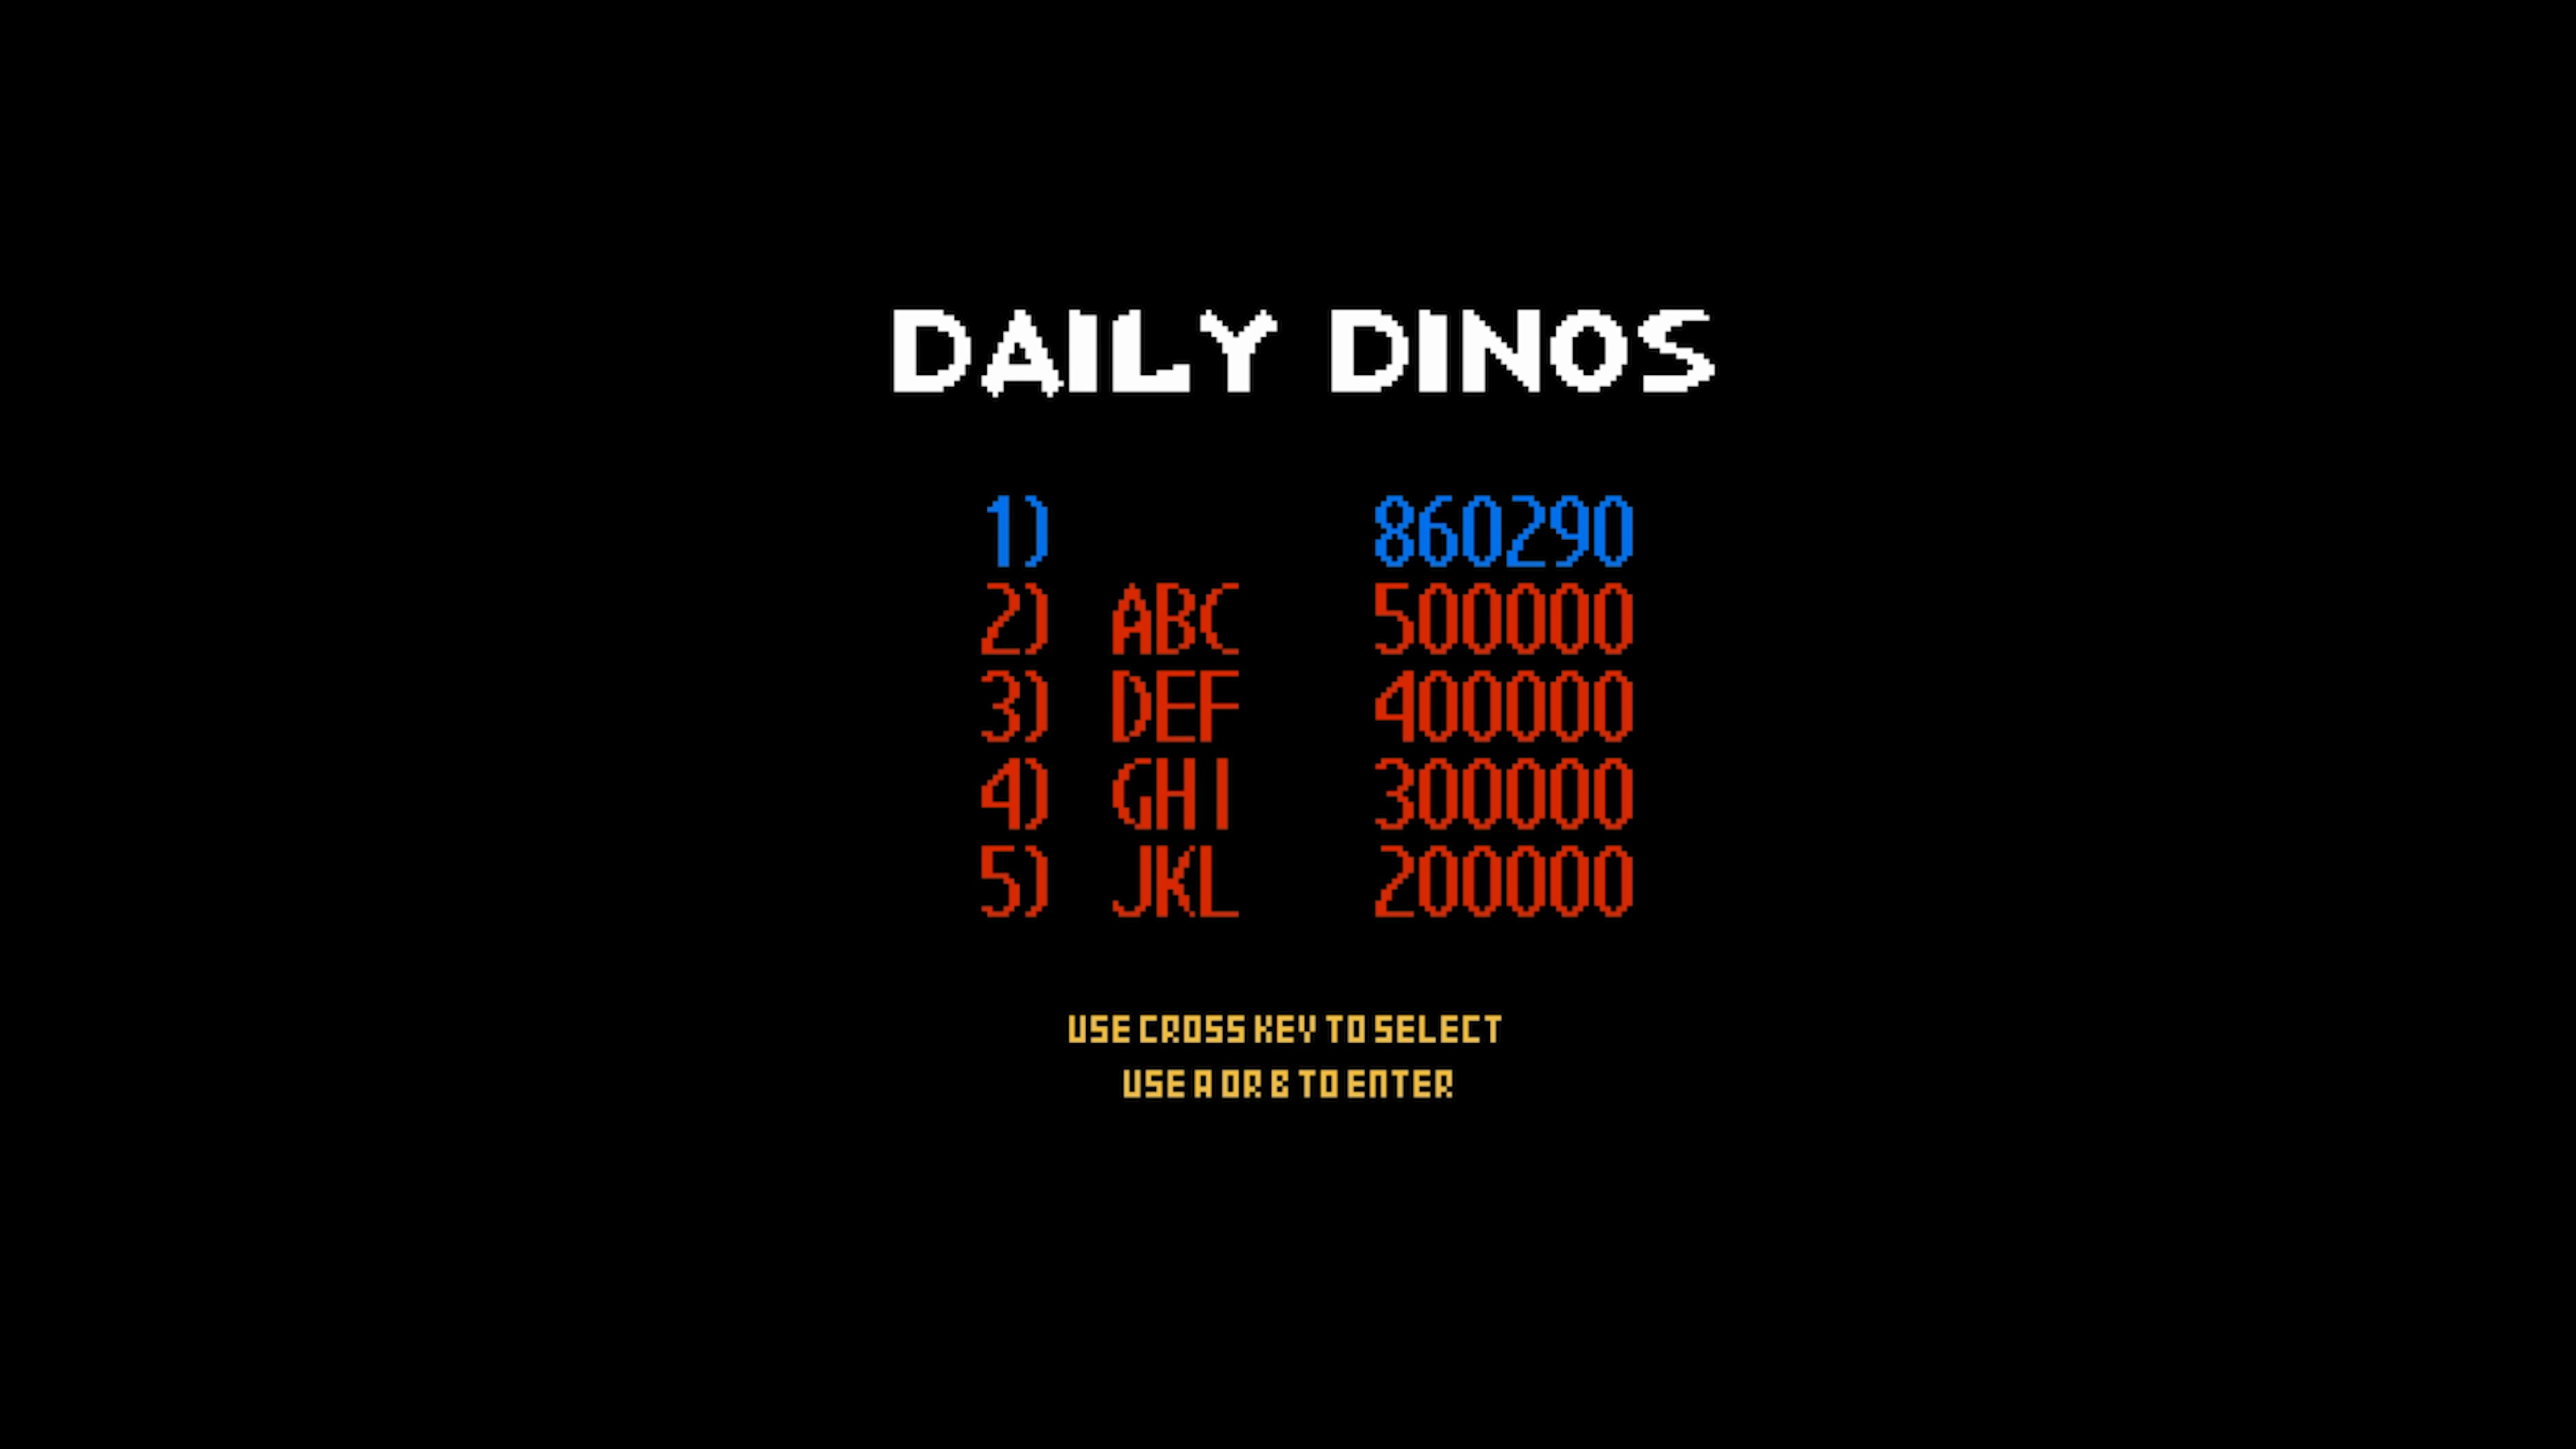 DAILY DINOS
1) 860290
2) ABC 500000
3) DEF 400000
4) GHI 300000
5) JKL 200000
USE CROSS KEY TO SELECT
USE A OR B TO ENTER